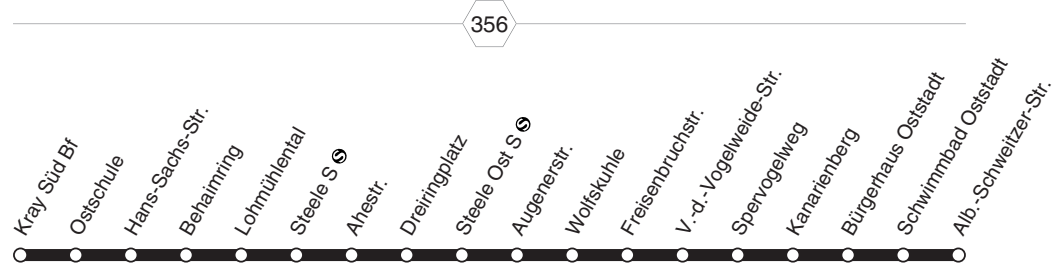 356
Kray Süd Bf
Ostschule
Hans-Sachs-Str.
Behaimring
Lohmühlental
Steele S S
Ahestr.
Dreiringplatz
Steele Ost S S
Augenerstr.
Wolfskuhle
Freisenbruchstr.
V.-d.-Vogelweide-Str.
Spervogelweg
Kanarienberg
Bürgerhaus Oststadt
Schwimmbad Oststadt
Alb.-Schweitzer-Str.